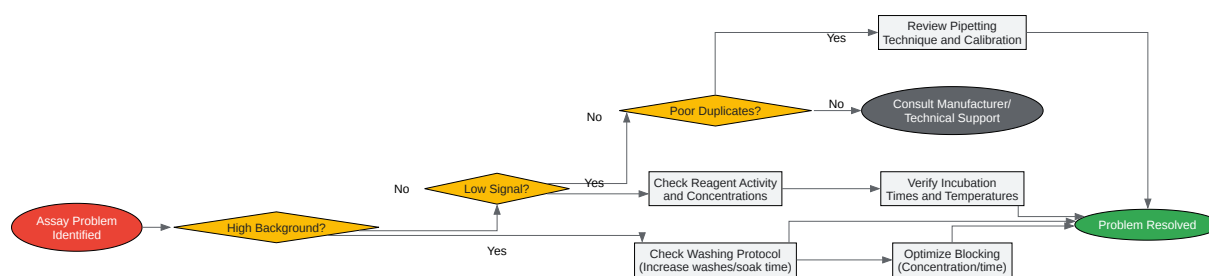 Assay Problem
Identified
High Background?
No
Yes
Low Signal?
No
Yes
Poor Duplicates?
Yes
No
Review Pipetting
Technique and Calibration
Consult Manufacturer/
Technical Support
Check Reagent Activity
and Concentrations
Verify Incubation
Times and Temperatures
Check Washing Protocol
(Increase washes/soak time)
Optimize Blocking
(Concentration/time)
Problem Resolved